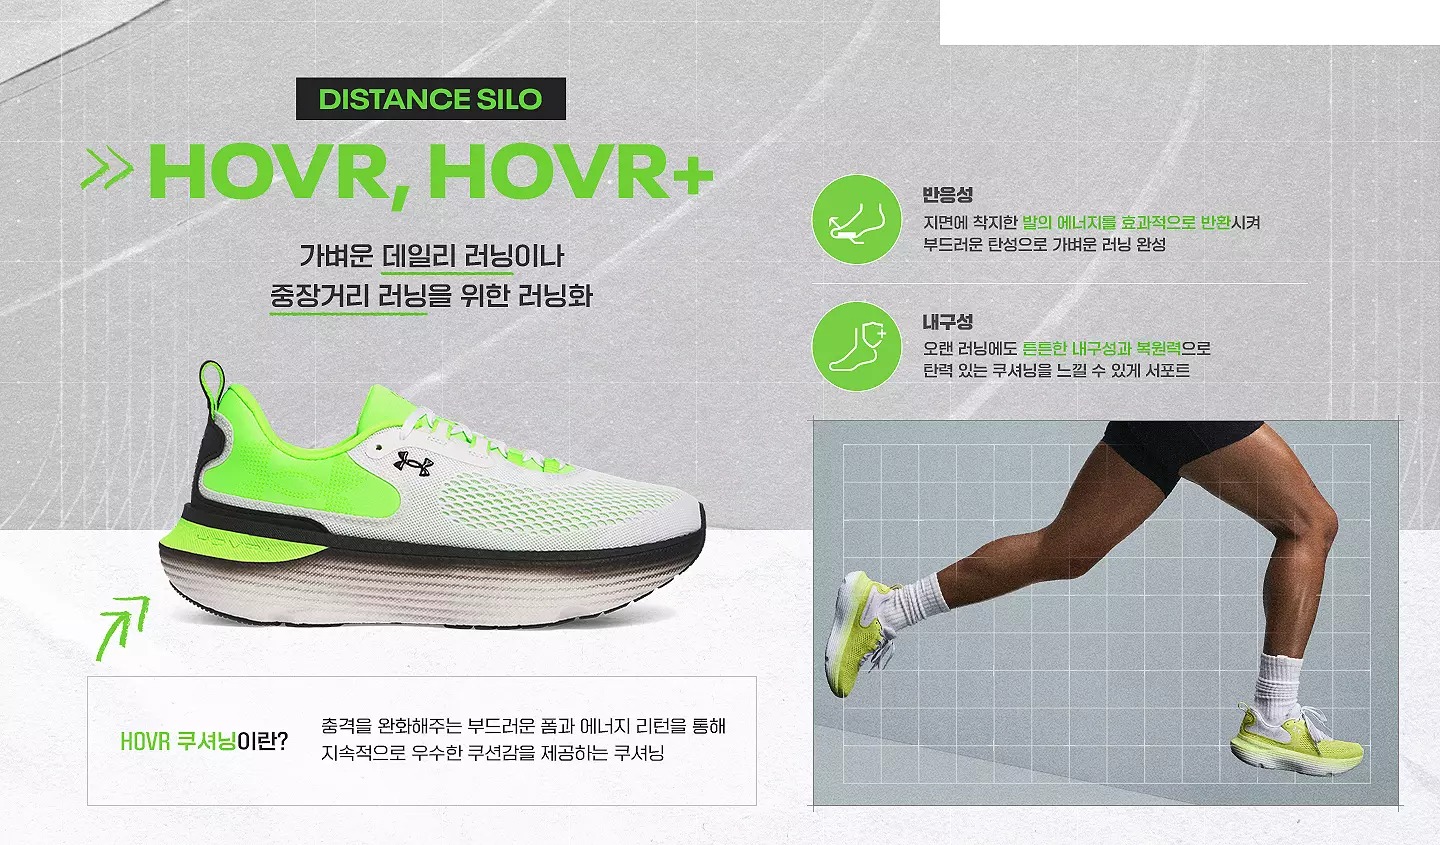 DISTANCE SILO
HOVR, HOVR+
가벼운 데일리 러닝이나
중장거리 러닝을 위한 러닝화
반응성
지면에 착지한 발의 에너지를 효과적으로 반환시켜
부드러운 탄성으로 가벼운 러닝 완성
내구성
오랜 러닝에도 튼튼한 내구성과 복원력으로
탄력 있는 쿠셔닝을 느낄 수 있게 서포트
HOVR
HOVR 쿠셔닝이란?
충격을 완화해주는 부드러운 폼과 에너지 리턴을 통해
지속적으로 우수한 쿠션감을 제공하는 쿠셔닝